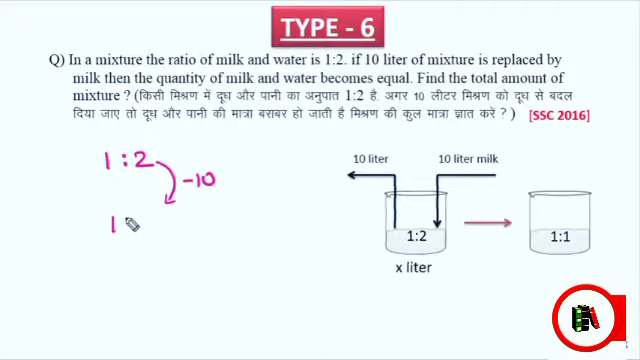 TYPE - 6
Q) In a mixture the ratio of milk and water is 1:2. if 10 liter of mixture is replaced by
milk then the quantity of milk and water becomes equal. Find the total amount of
mixture ? (किसी मिश्रण में दूध और पानी का अनुपात 1:2 है, अगर 10 लीटर मिश्रण को दूध से बदल
दिया जाए तो दूध और पानी की मात्रा बराबर हो जाती है मिश्रण की कुल मात्रा ज्ञात करें ? ) [SSC 2016]
1 : 2
-10
1
10 liter
10 liter milk
1:2
1:1
x liter